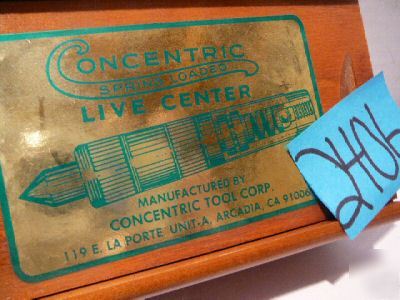 CONCENTRIC
SPRING LOADED
LIVE CENTER
MANUFACTURED BY
CONCENTRIC TOOL CORP.
119 E. LA PORTE UNIT-A, ARCADIA, CA 91006
2406